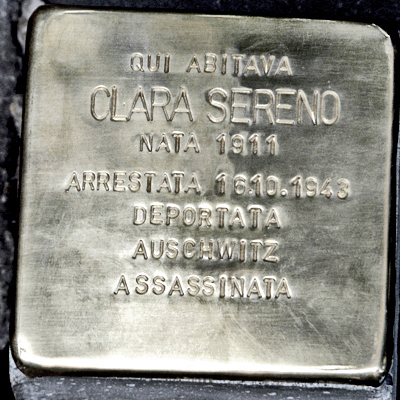 QUI ABITAVA
CLARA SERENO
NATA 1911
ARRESTATA 16.10.1943
DEPORTATA
AUSCHWITZ
ASSASSINATA